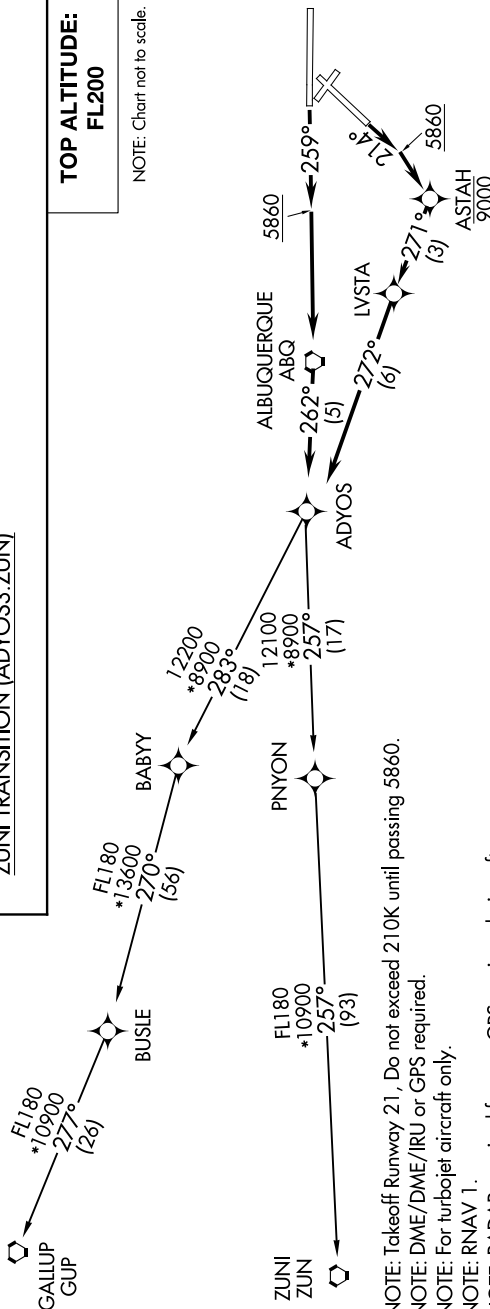 ZUNI TRANSITION (ADYOS3.ZUN)
TOP ALTITUDE:
FL200
NOTE: Chart not to scale.
GALLUP
GUP
FL180
*10900
277°
(26)
BUSLE
FL180
*13600
270°
(56)
BABYY
12200
*8900
283°
(18)
ZUNI
ZUN
FL180
*10900
257°
(93)
PNYON
12100
*8900
257°
(17)
ADYOS
262°
(5)
ALBUQUERQUE
ABQ
5860
259°
272°
(6)
LVSTA
271°
(3)
ASTAH
9000
5860
214°
NOTE: Takeoff Runway 21, Do not exceed 210K until passing 5860.
NOTE: DME/DME/IRU or GPS required.
NOTE: For turbojet aircraft only.
NOTE: RNAV 1.